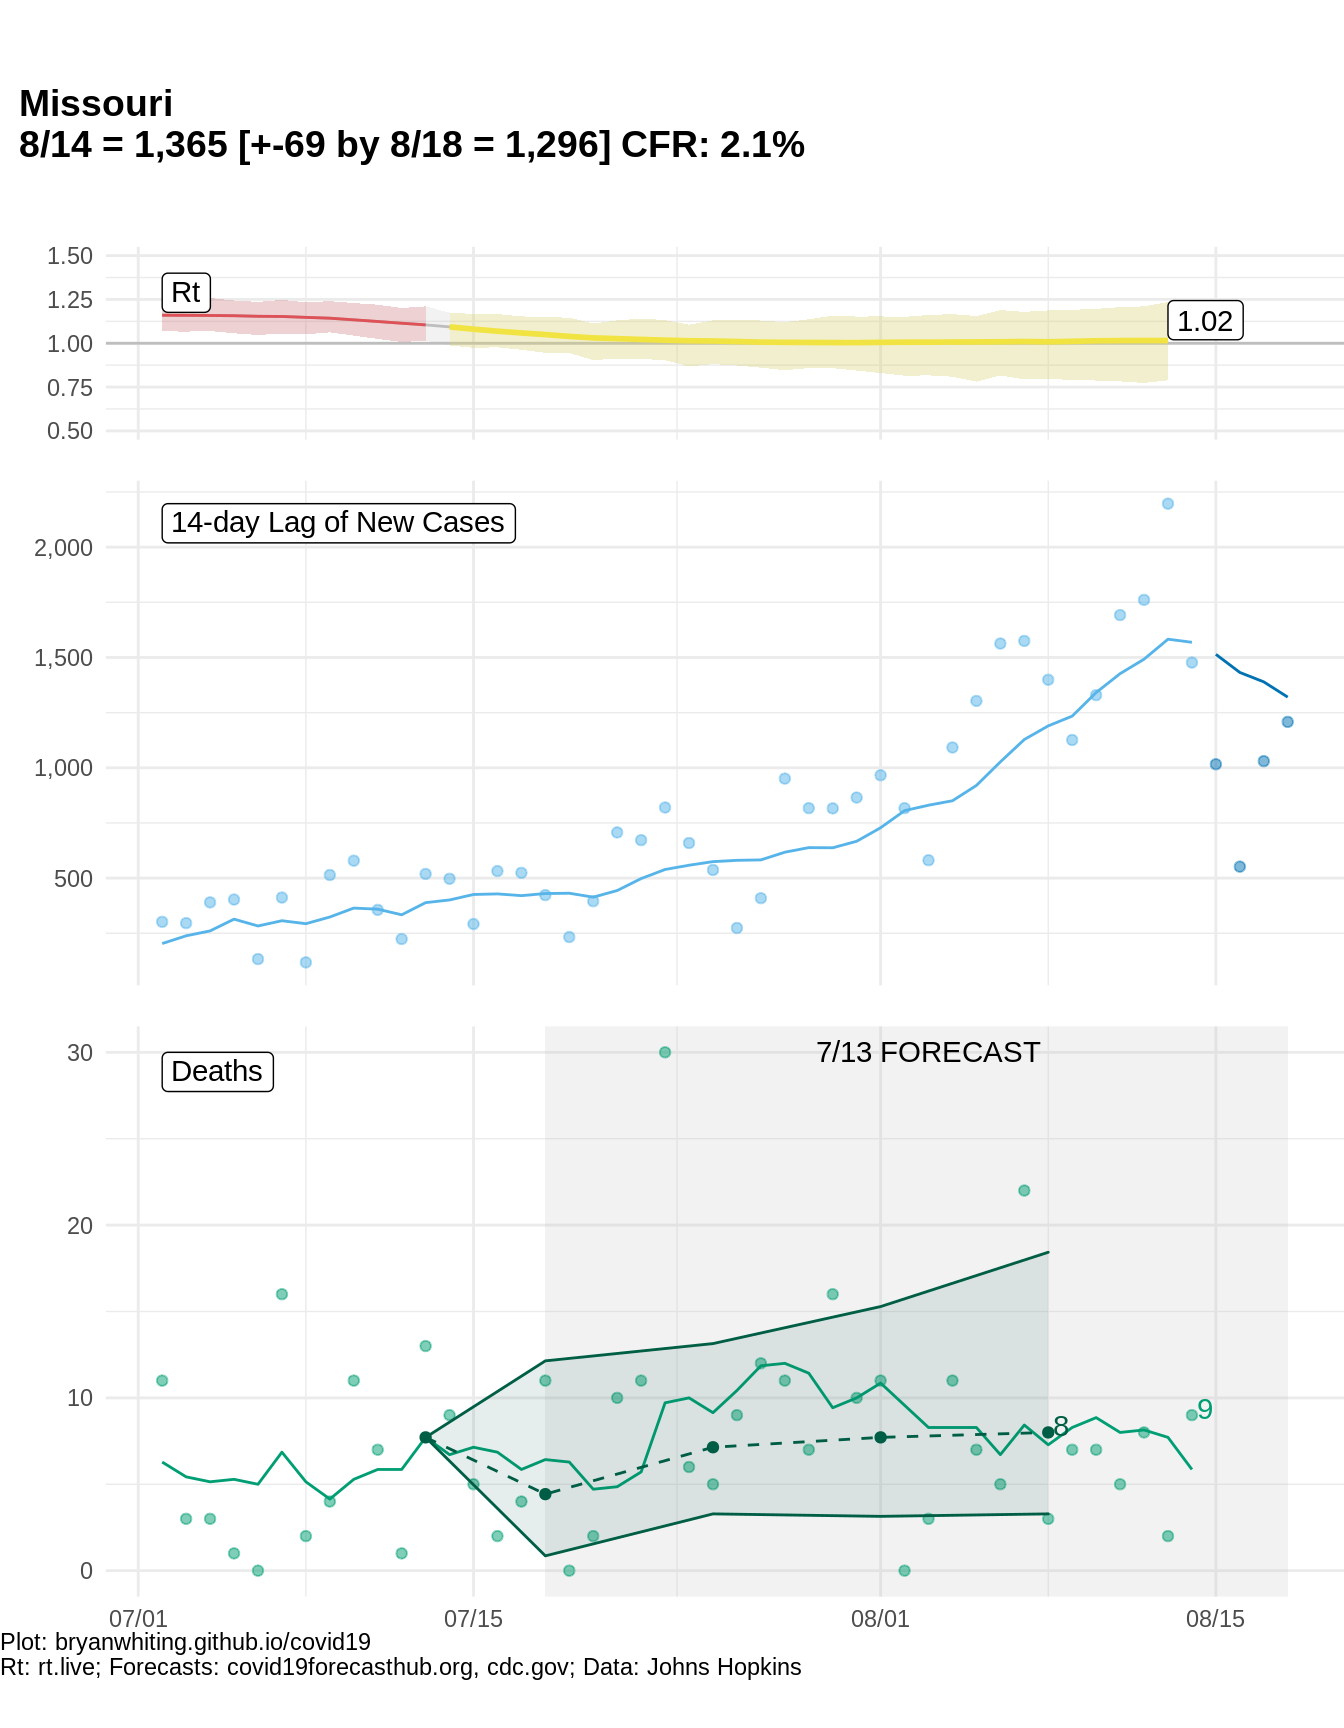 Missouri
8/14 = 1,365 [+-69 by 8/18 = 1,296] CFR: 2.1%
1.50
1.25
1.00
0.75
0.50
Rt
1.02
14-day Lag of New Cases
2,000
1,500
1,000
500
Deaths
7/13 FORECAST
30
20
10
0
8
9
07/01
07/15
08/01
08/15
Plot: bryanwhiting.github.io/covid19
Rt: rt.live; Forecasts: covid19forecasthub.org, cdc.gov; Data: Johns Hopkins